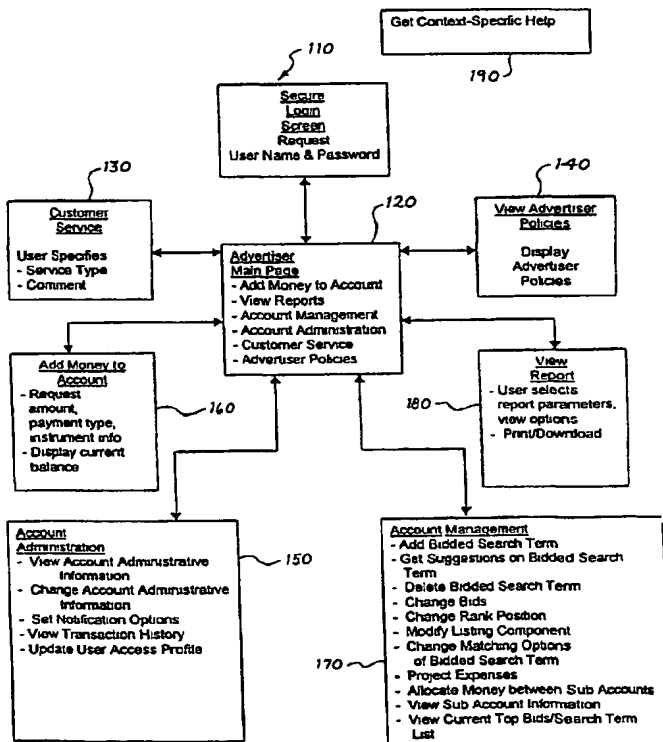 Get Context-Specific Help
190
110
Secure
Login
Screen
Request
User Name & Password
130
Customer
Service
User Specifies
- Service Type
- Comment
120
Advertiser
Main Page
- Add Money to Account
- View Reports
- Account Management
- Account Administration
- Customer Service
- Advertiser Policies
140
View Advertiser
Policies
Display
Advertiser
Policies
Add Money to
Account
- Request
amount,
payment type,
instrument info
- Display current
balance
160
View
Report
- User selects
report parameters,
view options
- Print/Download
180
Account
Administration
- View Account Administrative
Information
- Change Account Administrative
Information
- Set Notification Options
- View Transaction History
- Update User Access Profile
150
Account Management
- Add Bidded Search Term
- Get Suggestions on Bidded Search
Term
- Delete Bidded Search Term
- Change Bids
- Change Rank Position
- Modify Listing Component
- Change Matching Options
of Bidded Search Term
- Project Expenses
- Allocate Money between Sub Accounts
- View Sub Account Information
- View Current Top Bids/Search Term
List
170